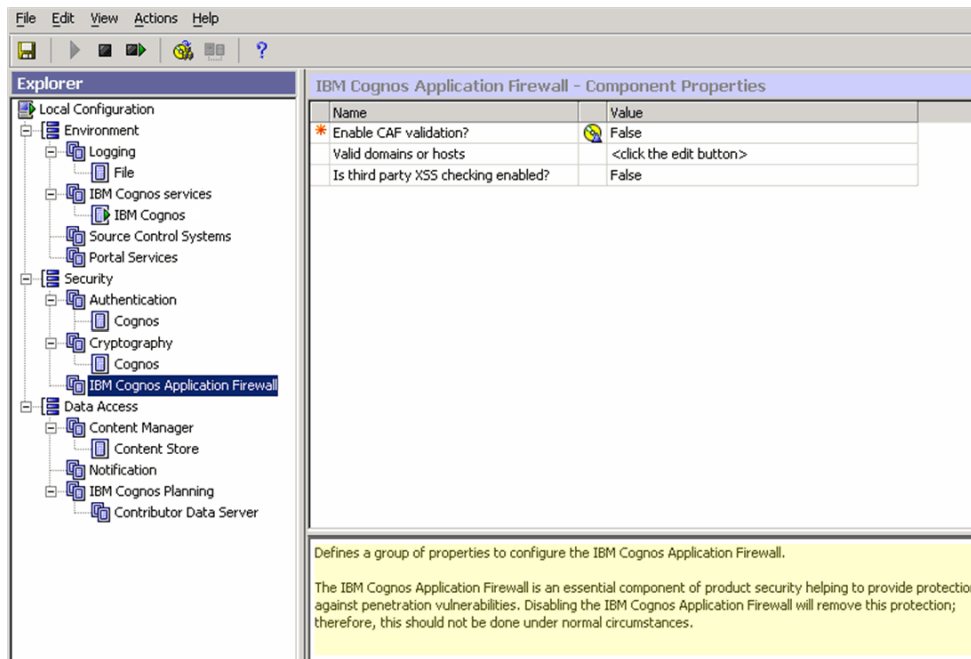 File Edit View Actions Help
Explorer
Local Configuration
Environment
Logging
File
IBM Cognos services
IBM Cognos
Source Control Systems
Portal Services
Security
Authentication
Cognos
Cryptography
Cognos
IBM Cognos Application Firewall
Data Access
Content Manager
Content Store
Notification
IBM Cognos Planning
Contributor Data Server
IBM Cognos Application Firewall - Component Properties
Name Value
* Enable CAF validation? False
Valid domains or hosts <click the edit button>
Is third party XSS checking enabled? False
Defines a group of properties to configure the IBM Cognos Application Firewall.
The IBM Cognos Application Firewall is an essential component of product security helping to provide protection
against penetration vulnerabilities. Disabling the IBM Cognos Application Firewall will remove this protection;
therefore, this should not be done under normal circumstances.